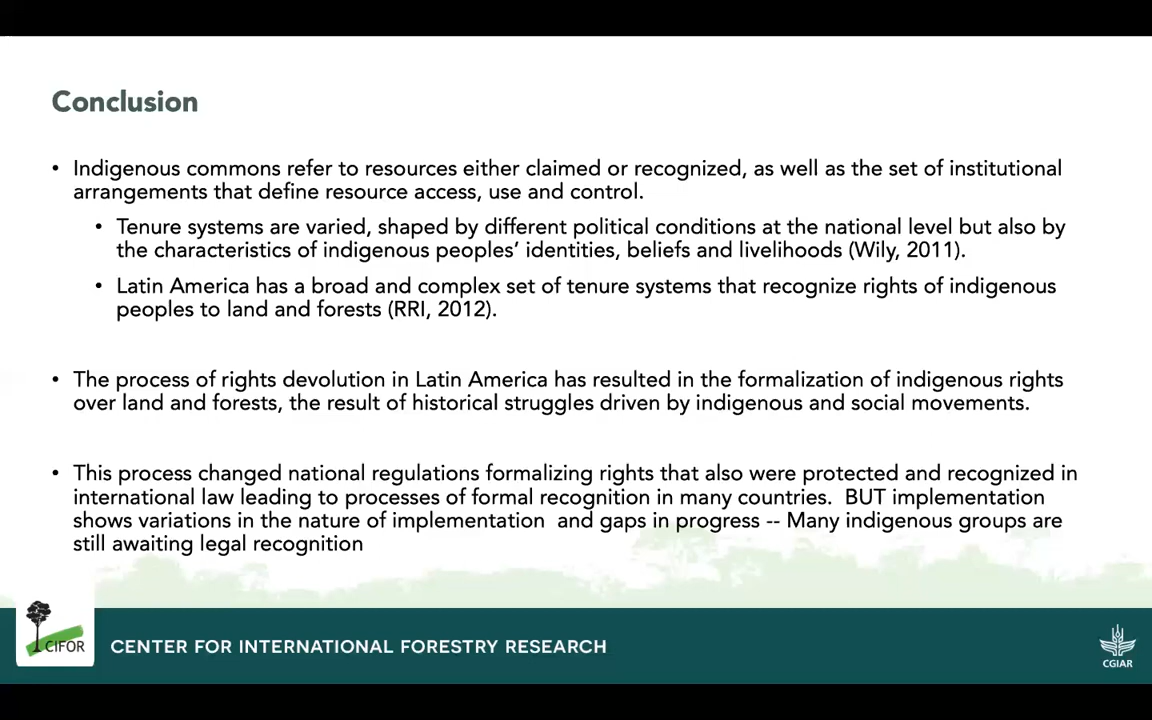 Conclusion
• Indigenous commons refer to resources either claimed or recognized, as well as the set of institutional
arrangements that define resource access, use and control.
• Tenure systems are varied, shaped by different political conditions at the national level but also by
the characteristics of indigenous peoples’ identities, beliefs and livelihoods (Wily, 2011).
• Latin America has a broad and complex set of tenure systems that recognize rights of indigenous
peoples to land and forests (RRI, 2012).
• The process of rights devolution in Latin America has resulted in the formalization of indigenous rights
over land and forests, the result of historical struggles driven by indigenous and social movements.
• This process changed national regulations formalizing rights that also were protected and recognized in
international law leading to processes of formal recognition in many countries.  BUT implementation
shows variations in the nature of implementation  and gaps in progress -- Many indigenous groups are
still awaiting legal recognition
CIFOR
CENTER FOR INTERNATIONAL FORESTRY RESEARCH
CGIAR